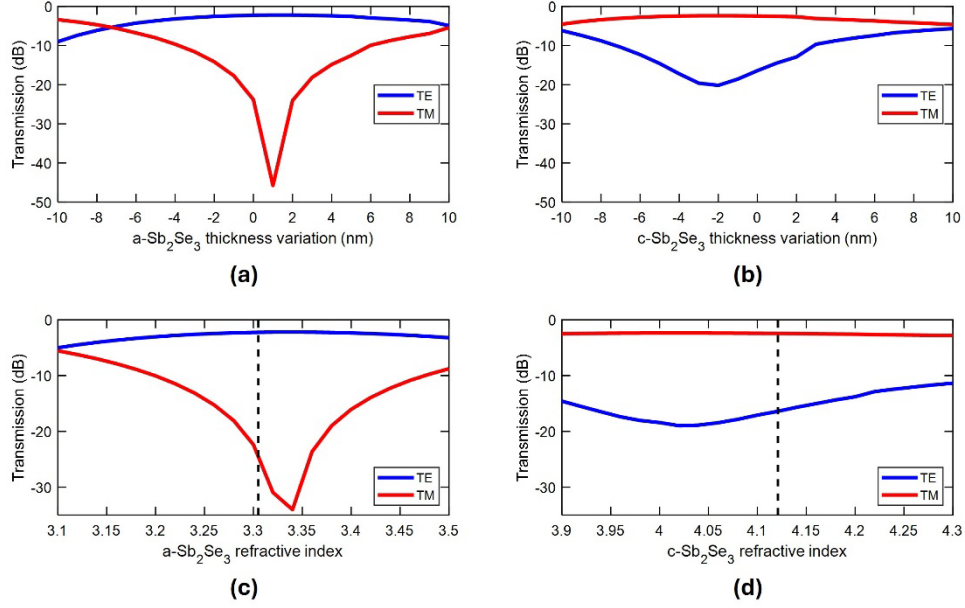 0
-10
-20
-30
-40
-50
Transmission (dB)
TE
TM
-10 -8 -6 -4 -2 0 2 4 6 8 10
a-Sb₂Se₃ thickness variation (nm)
(a)
0
-10
-20
-30
-40
-50
Transmission (dB)
TE
TM
-10 -8 -6 -4 -2 0 2 4 6 8 10
c-Sb₂Se₃ thickness variation (nm)
(b)
0
-10
-20
-30
Transmission (dB)
TE
TM
3.1 3.15 3.2 3.25 3.3 3.35 3.4 3.45 3.5
a-Sb₂Se₃ refractive index
(c)
0
-10
-20
-30
Transmission (dB)
TE
TM
3.9 3.95 4 4.05 4.1 4.15 4.2 4.25 4.3
c-Sb₂Se₃ refractive index
(d)